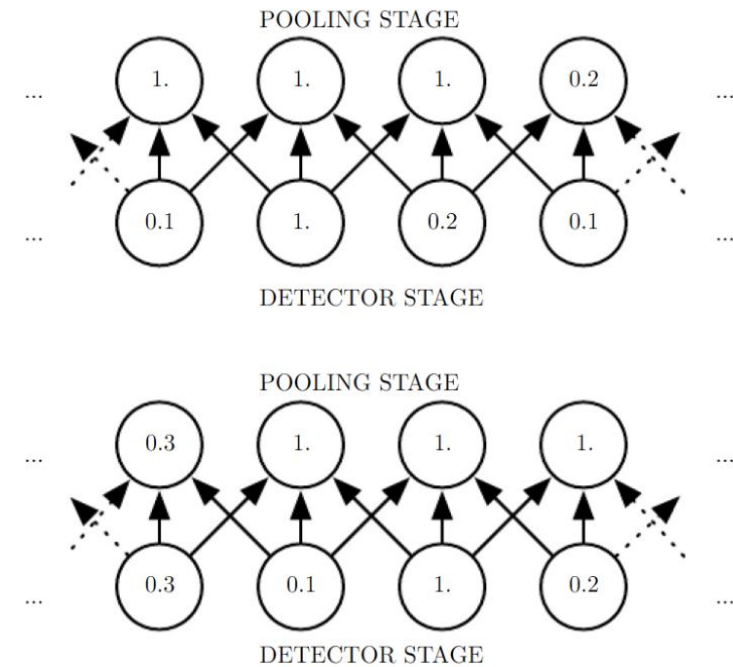 POOLING STAGE
... 1. 1. 1. 0.2 ...
... 0.1 1. 0.2 0.1 ...
DETECTOR STAGE
POOLING STAGE
... 0.3 1. 1. 1. ...
... 0.3 0.1 1. 0.2 ...
DETECTOR STAGE